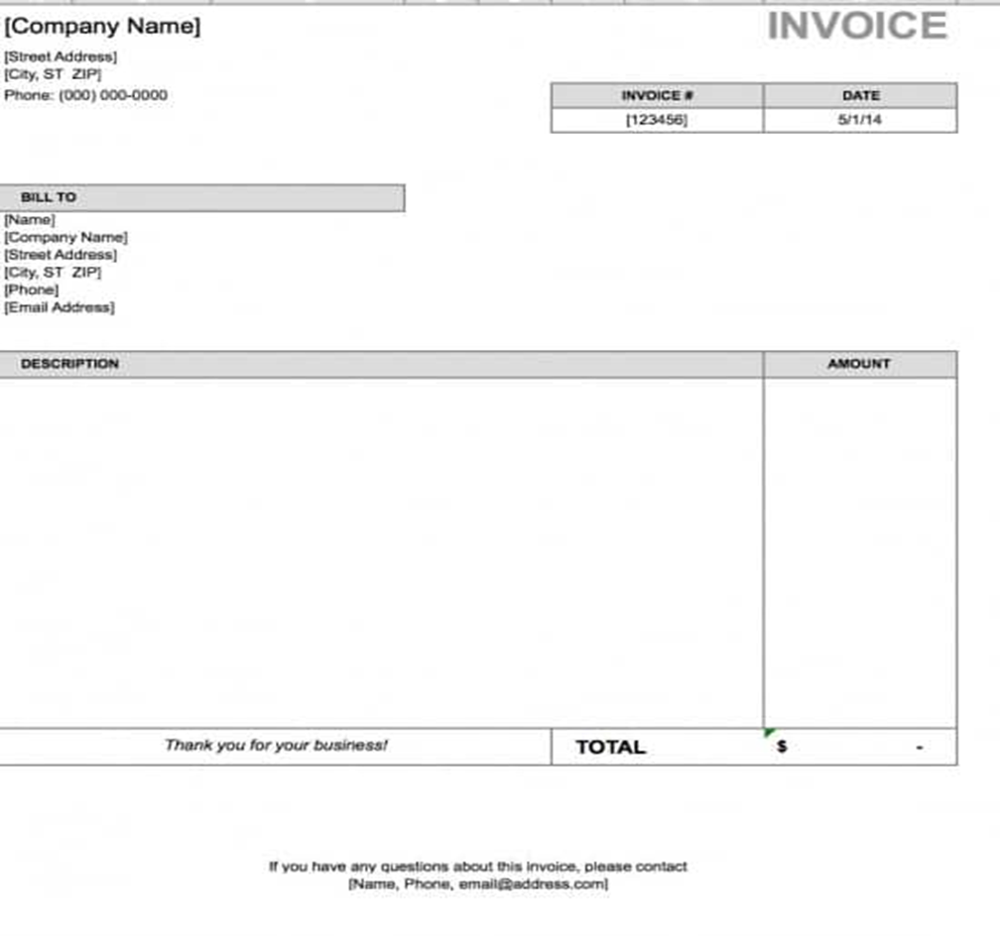 [Company Name]
INVOICE
[Street Address]
[City, ST  ZIP]
Phone: (000) 000-0000
INVOICE # DATE
[123456] 5/1/14
BILL TO
[Name]
[Company Name]
[Street Address]
[City, ST  ZIP]
[Phone]
[Email Address]
DESCRIPTION AMOUNT
Thank you for your business! TOTAL $ -
If you have any questions about this invoice, please contact
[Name, Phone, email@address.com]